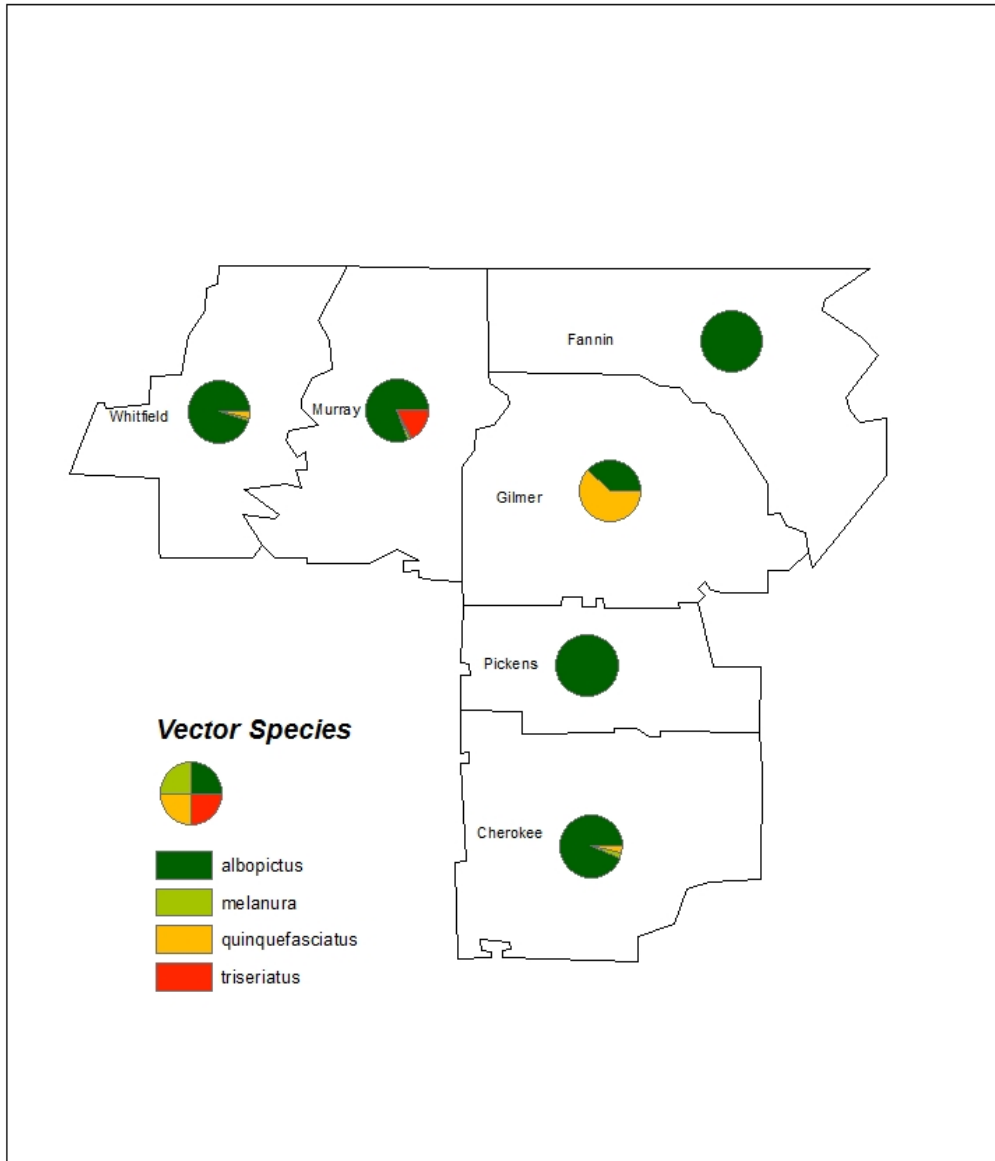 Fannin
Whitfield
Murray
Gilmer
Pickens
Vector Species
Cherokee
albopictus
melanura
quinquefasciatus
triseriatus